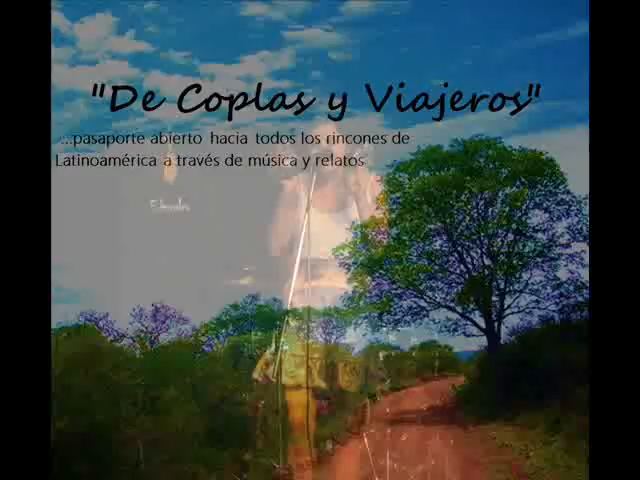 "De Coplas y Viajeros"
...pasaporte abierto hacia todos los rincones de
Latinoamérica a través de música y relatos